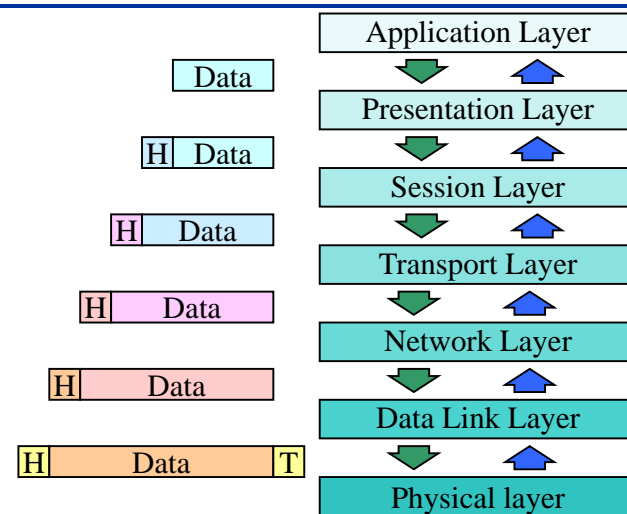 Application Layer
Data
Presentation Layer
H Data
Session Layer
H Data
Transport Layer
H Data
Network Layer
H Data
Data Link Layer
H Data T
Physical layer